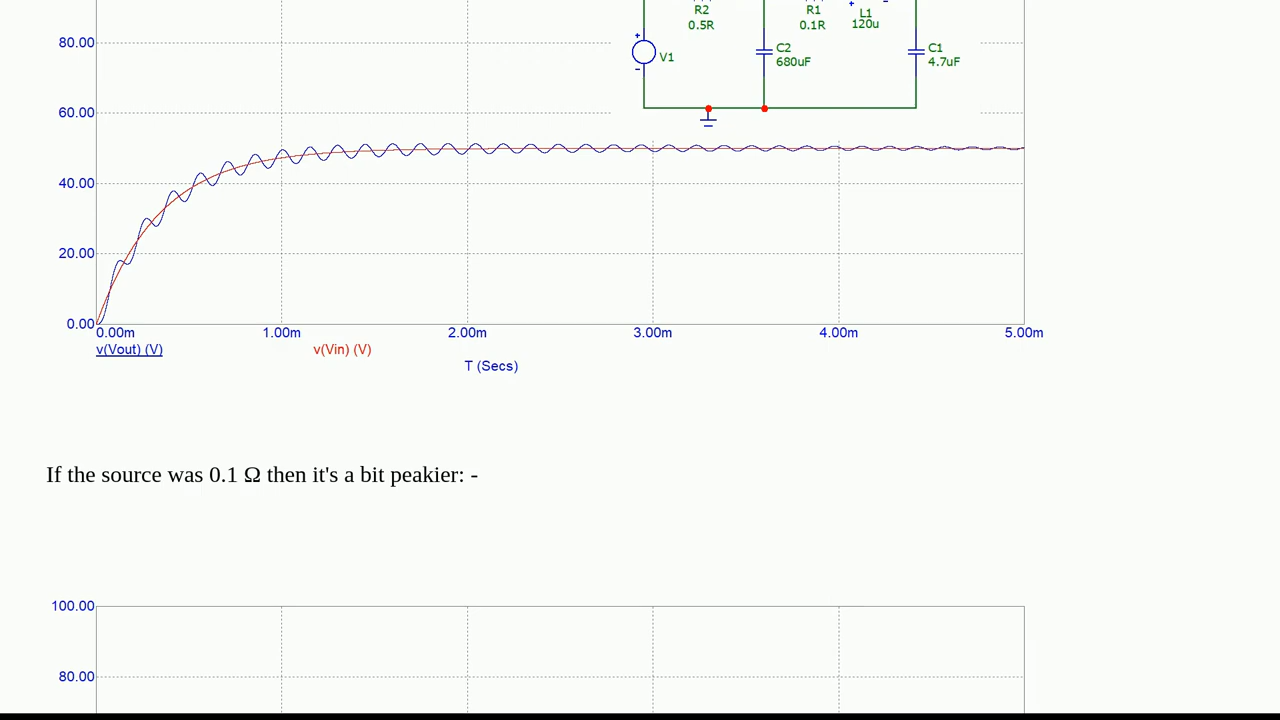 R2
0.5R
R1
0.1R
L1
120u
+
-
80.00
+
-
V1
C2
680uF
C1
4.7uF
60.00
40.00
20.00
0.00
0.00m 1.00m 2.00m 3.00m 4.00m 5.00m
v(Vout) (V) v(Vin) (V)
T (Secs)
If the source was 0.1 Ω then it's a bit peakier: -
100.00
80.00